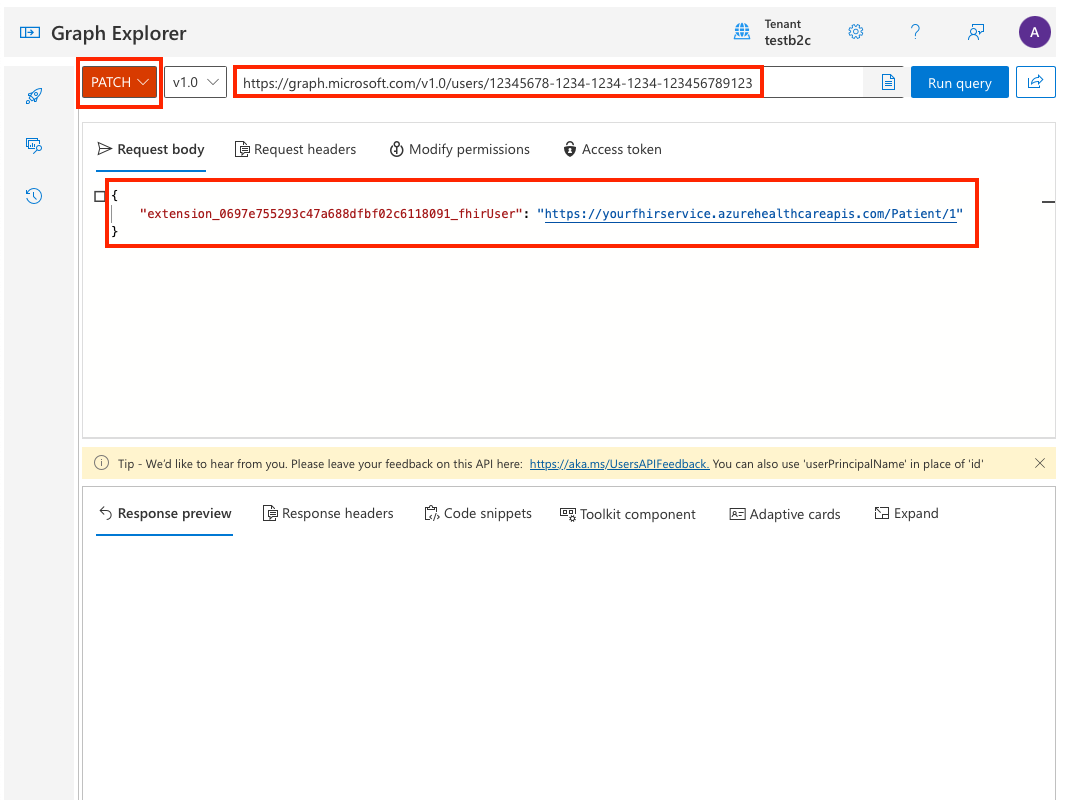 Graph Explorer
Tenant
testb2c
A
PATCH
v1.0
https://graph.microsoft.com/v1.0/users/12345678-1234-1234-1234-123456789123
Run query
Request body
Request headers
Modify permissions
Access token
{
"extension_0697e755293c47a688dfbf02c6118091_fhirUser": "https://yourfhirservice.azurehealthcareapis.com/Patient/1"
}
Tip - We'd like to hear from you. Please leave your feedback on this API here: https://aka.ms/UsersAPIFeedback. You can also use 'userPrincipalName' in place of 'id'
Response preview
Response headers
Code snippets
Toolkit component
Adaptive cards
Expand